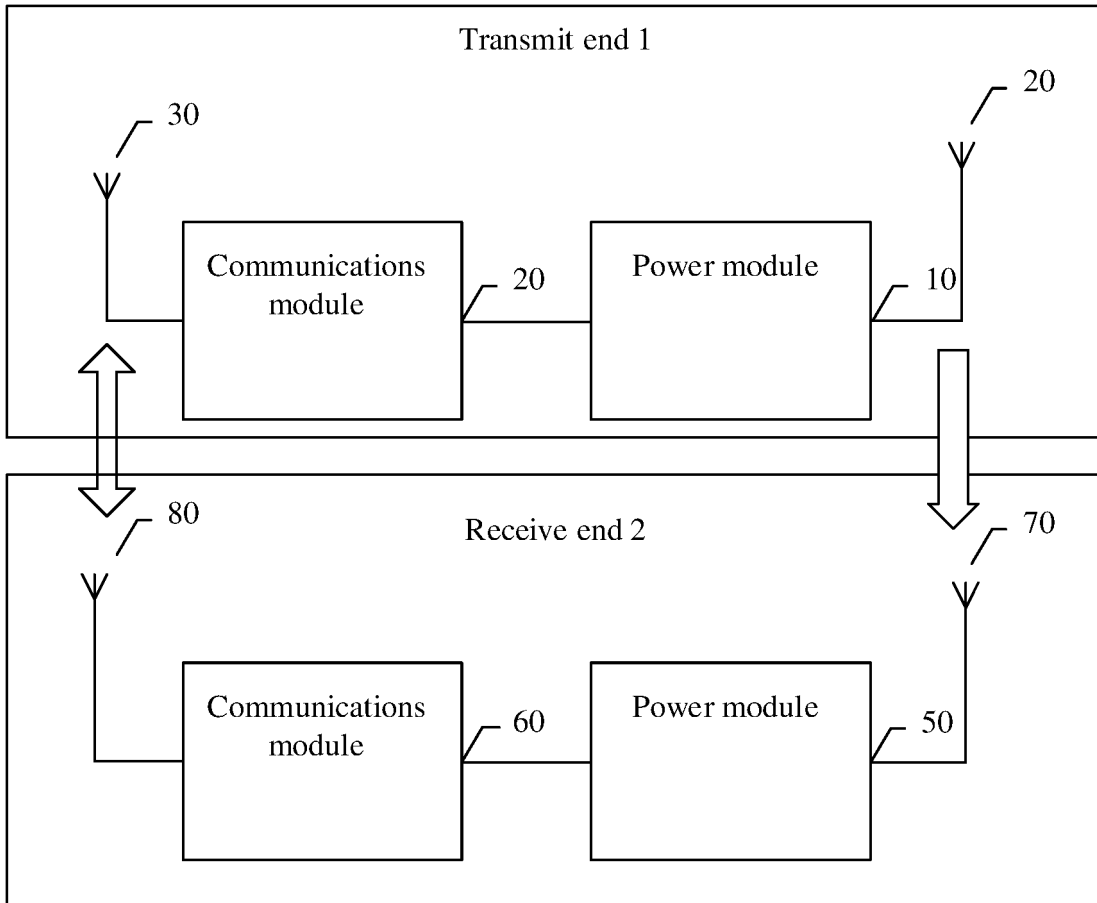 Transmit end 1
20
30
Communications
module
20
Power module
10
80
Receive end 2
70
Communications
module
60
Power module
50